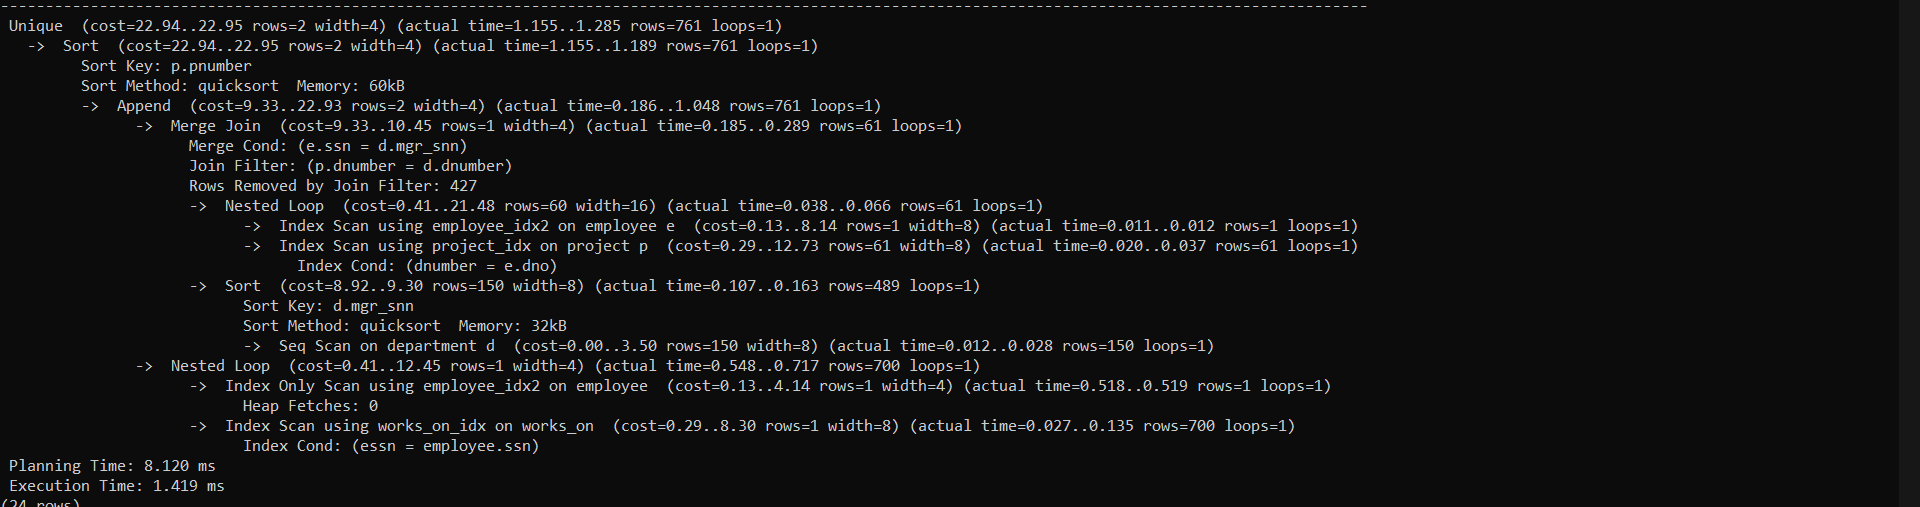 Unique  (cost=22.94..22.95 rows=2 width=4) (actual time=1.155..1.285 rows=761 loops=1)
  ->  Sort  (cost=22.94..22.95 rows=2 width=4) (actual time=1.155..1.189 rows=761 loops=1)
        Sort Key: p.pnumber
        Sort Method: quicksort  Memory: 60kB
        ->  Append  (cost=9.33..22.93 rows=2 width=4) (actual time=0.186..1.048 rows=761 loops=1)
              ->  Merge Join  (cost=9.33..10.45 rows=1 width=4) (actual time=0.185..0.289 rows=61 loops=1)
                    Merge Cond: (e.ssn = d.mgr_snn)
                    Join Filter: (p.dnumber = d.dnumber)
                    Rows Removed by Join Filter: 427
                    ->  Nested Loop  (cost=0.41..21.48 rows=60 width=16) (actual time=0.038..0.066 rows=61 loops=1)
                          ->  Index Scan using employee_idx2 on employee e  (cost=0.13..8.14 rows=1 width=8) (actual time=0.011..0.012 rows=1 loops=1)
                          ->  Index Scan using project_idx on project p  (cost=0.29..12.73 rows=61 width=8) (actual time=0.020..0.037 rows=61 loops=1)
                                Index Cond: (dnumber = e.dno)
                    ->  Sort  (cost=8.92..9.30 rows=150 width=8) (actual time=0.107..0.163 rows=489 loops=1)
                          Sort Key: d.mgr_snn
                          Sort Method: quicksort  Memory: 32kB
                          ->  Seq Scan on department d  (cost=0.00..3.50 rows=150 width=8) (actual time=0.012..0.028 rows=150 loops=1)
              ->  Nested Loop  (cost=0.41..12.45 rows=1 width=4) (actual time=0.548..0.717 rows=700 loops=1)
                    ->  Index Only Scan using employee_idx2 on employee  (cost=0.13..4.14 rows=1 width=4) (actual time=0.518..0.519 rows=1 loops=1)
                          Heap Fetches: 0
                    ->  Index Scan using works_on_idx on works_on  (cost=0.29..8.30 rows=1 width=8) (actual time=0.027..0.135 rows=700 loops=1)
                          Index Cond: (essn = employee.ssn)
Planning Time: 8.120 ms
Execution Time: 1.419 ms
(24 rows)